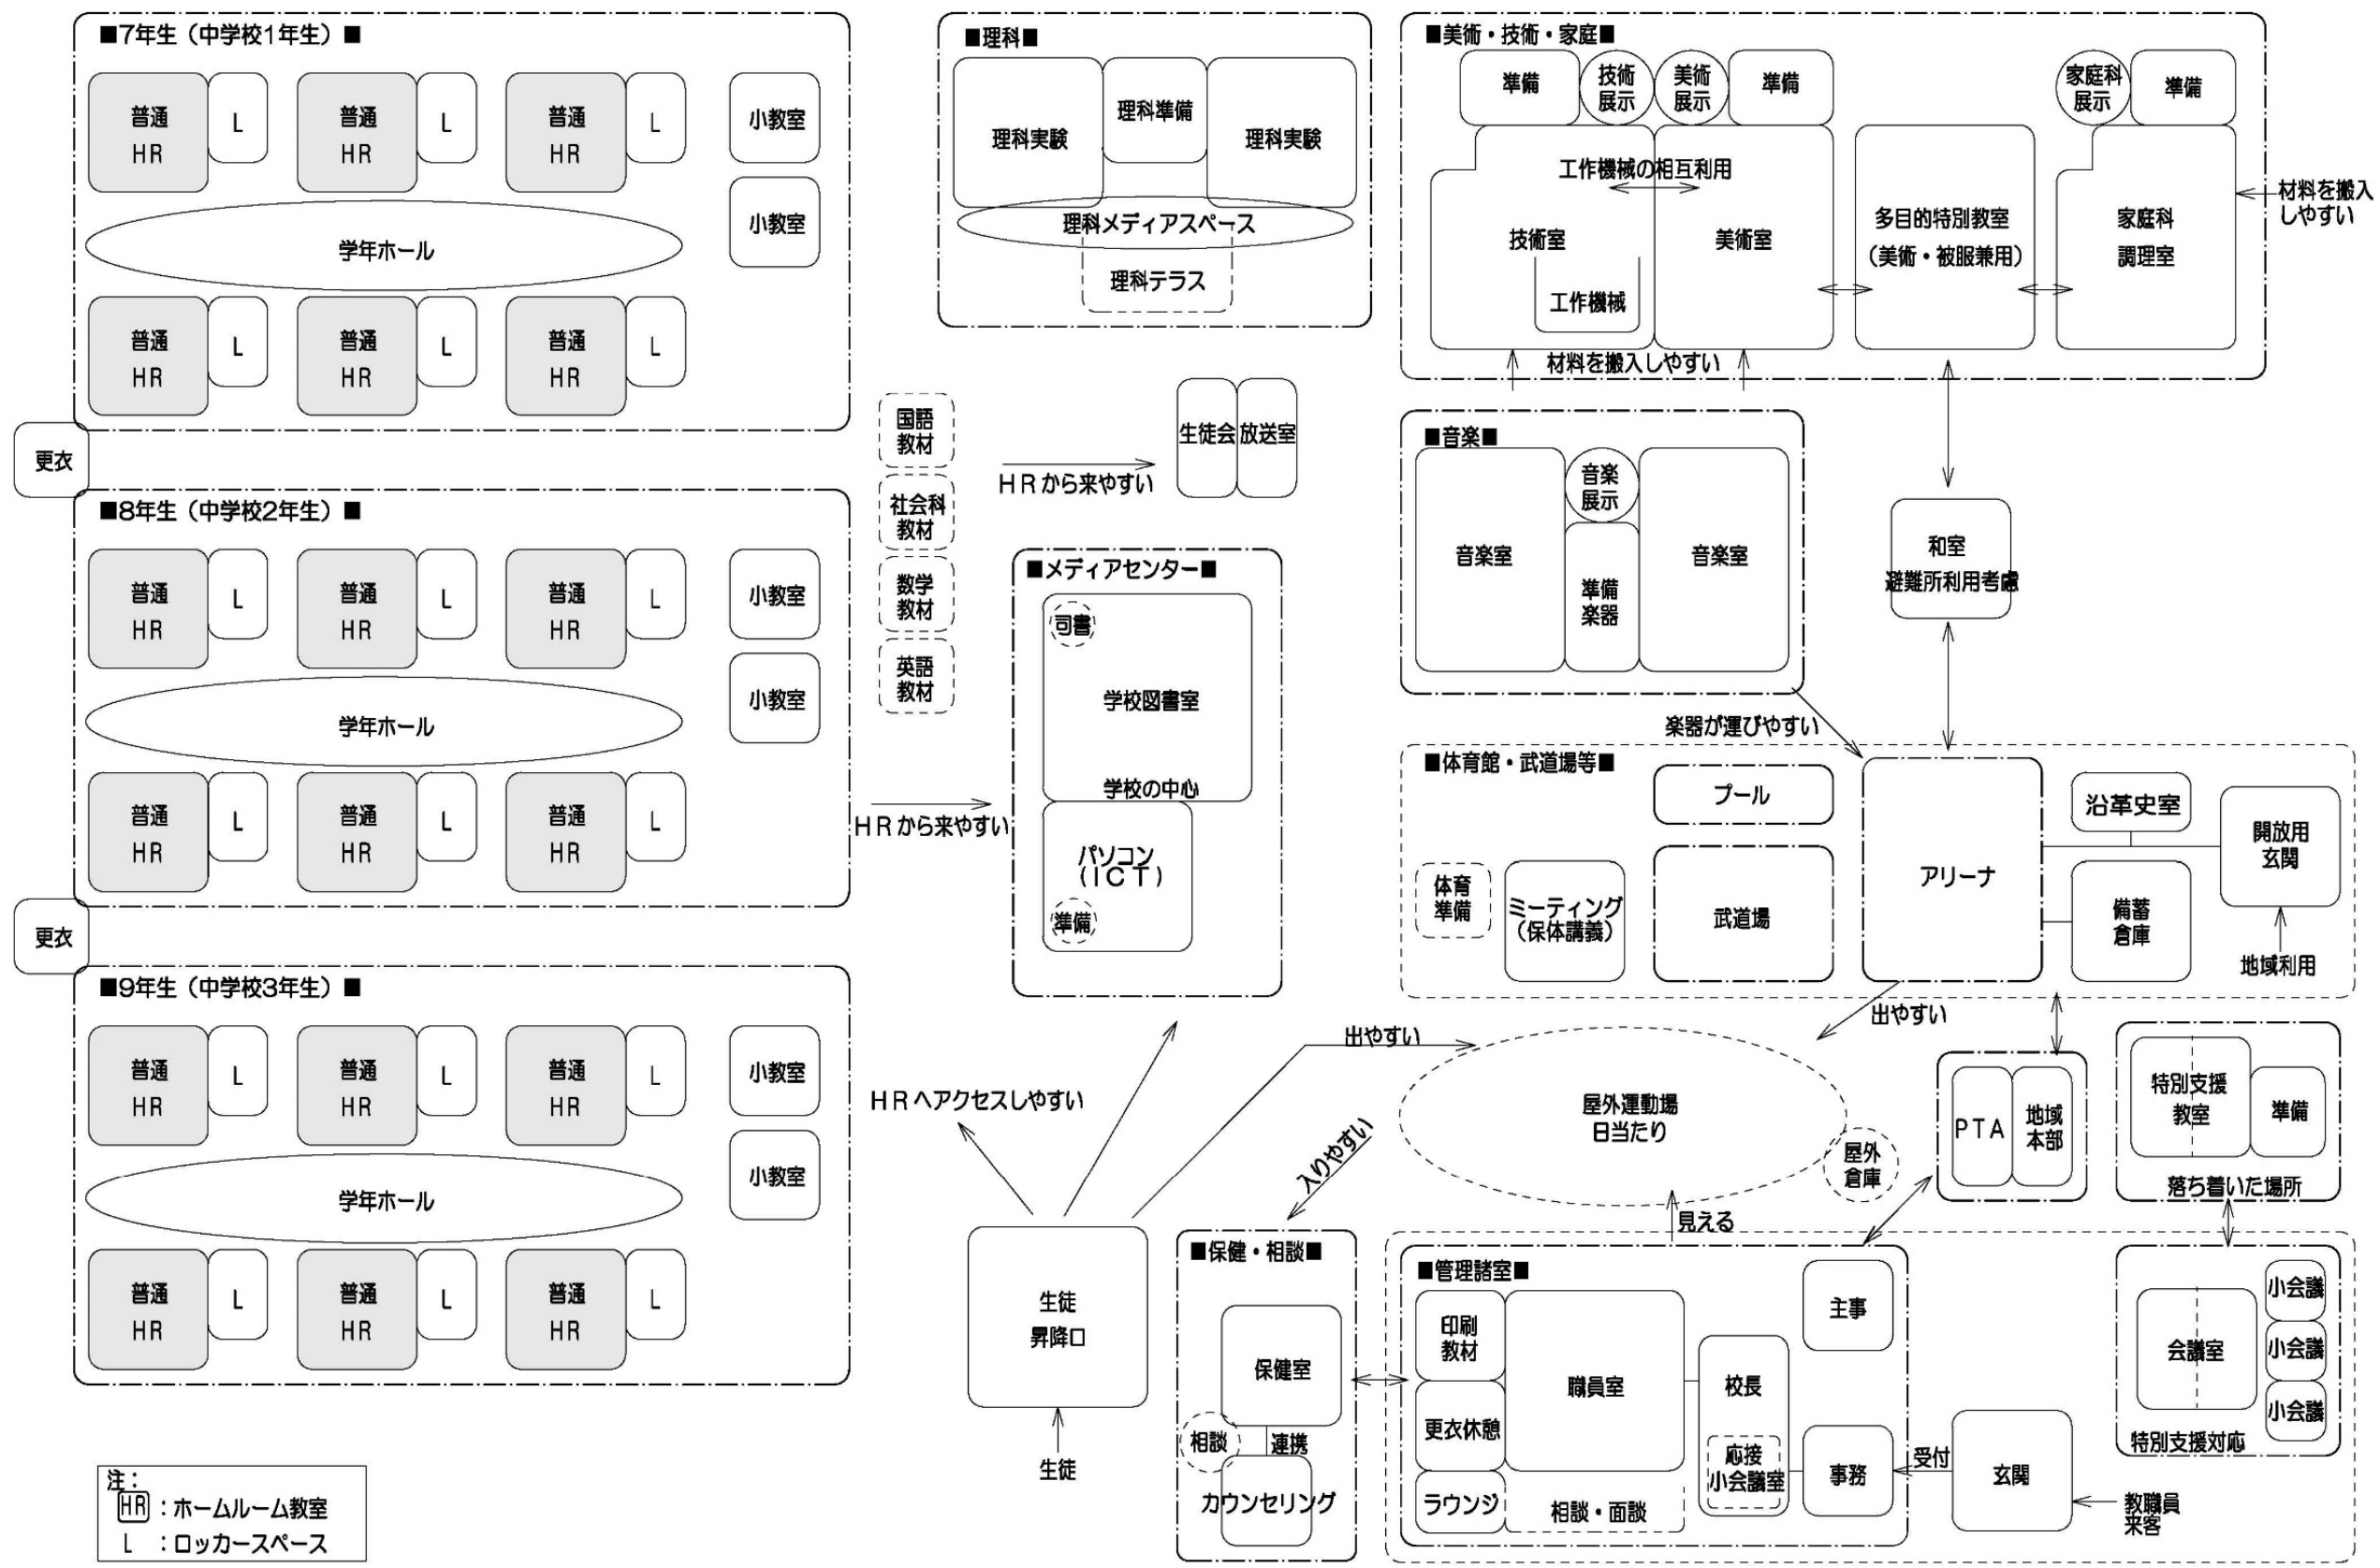 ■7年生（中学校1年生）■
普通
HR
L
普通
HR
L
普通
HR
L
小教室
小教室
学年ホール
普通
HR
L
普通
HR
L
普通
HR
L
更衣
■8年生（中学校2年生）■
普通
HR
L
普通
HR
L
普通
HR
L
小教室
小教室
学年ホール
普通
HR
L
普通
HR
L
普通
HR
L
更衣
■9年生（中学校3年生）■
普通
HR
L
普通
HR
L
普通
HR
L
小教室
小教室
学年ホール
普通
HR
L
普通
HR
L
普通
HR
L
注：
HR：ホームルーム教室
L：ロッカースペース
■理科■
理科実験
理科準備
理科実験
理科メディアスペース
理科テラス
国語
教材
社会科
教材
数学
教材
英語
教材
HRから来やすい
生徒会
放送室
■メディアセンター■
司書
学校図書室
学校の中心
パソコン
(ICT)
準備
HRから来やすい
HRへアクセスしやすい
出やすい
生徒
昇降口
生徒
■美術・技術・家庭■
準備
技術
展示
美術
展示
準備
家庭科
展示
準備
工作機械の相互利用
技術室
工作機械
美術室
多目的特別教室
（美術・被服兼用）
家庭科
調理室
材料を搬入
しやすい
材料を搬入しやすい
■音楽■
音楽室
音楽
展示
準備
楽器
音楽室
和室
避難所利用考慮
楽器が運びやすい
■体育館・武道場等■
プール
体育
準備
ミーティング
（保体講義）
武道場
アリーナ
沿革史室
備蓄
倉庫
開放用
玄関
地域利用
出やすい
屋外運動場
日当たり
屋外
倉庫
PTA
地域
本部
特別支援
教室
準備
落ち着いた場所
入りやすい
見える
■保健・相談■
保健室
相談
連携
カウンセリング
■管理諸室■
印刷
教材
更衣休憩
ラウンジ
職員室
相談・面談
校長
応接
小会議室
主事
事務
受付
玄関
教職員
来客
会議室
小会議
小会議
小会議
特別支援対応